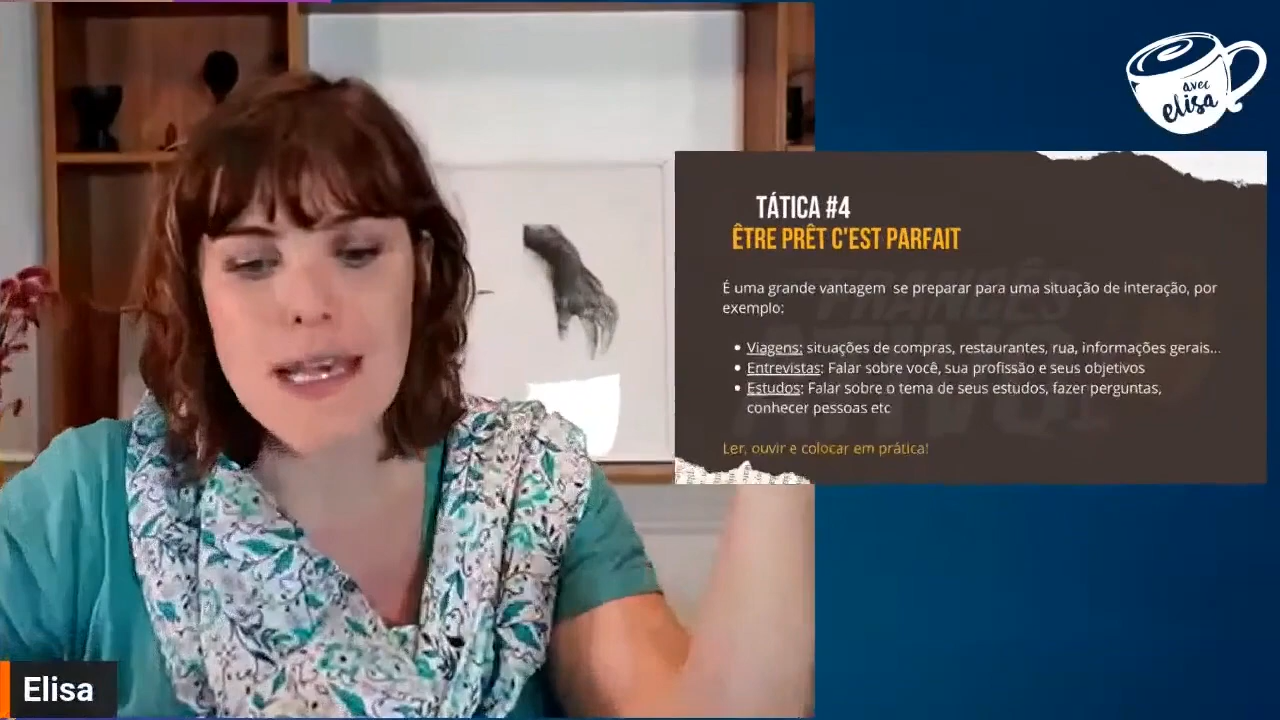 avec
elisa
TÁTICA #4
ÊTRE PRÊT C'EST PARFAIT
É uma grande vantagem se preparar para uma situação de interação, por
exemplo:
• Viagens: situações de compras, restaurantes, rua, informações gerais...
• Entrevistas: Falar sobre você, sua profissão e seus objetivos
• Estudos: Falar sobre o tema de seus estudos, fazer perguntas,
conhecer pessoas etc
Ler, ouvir e colocar em prática!
FRANCÊS
ATIVO
Elisa